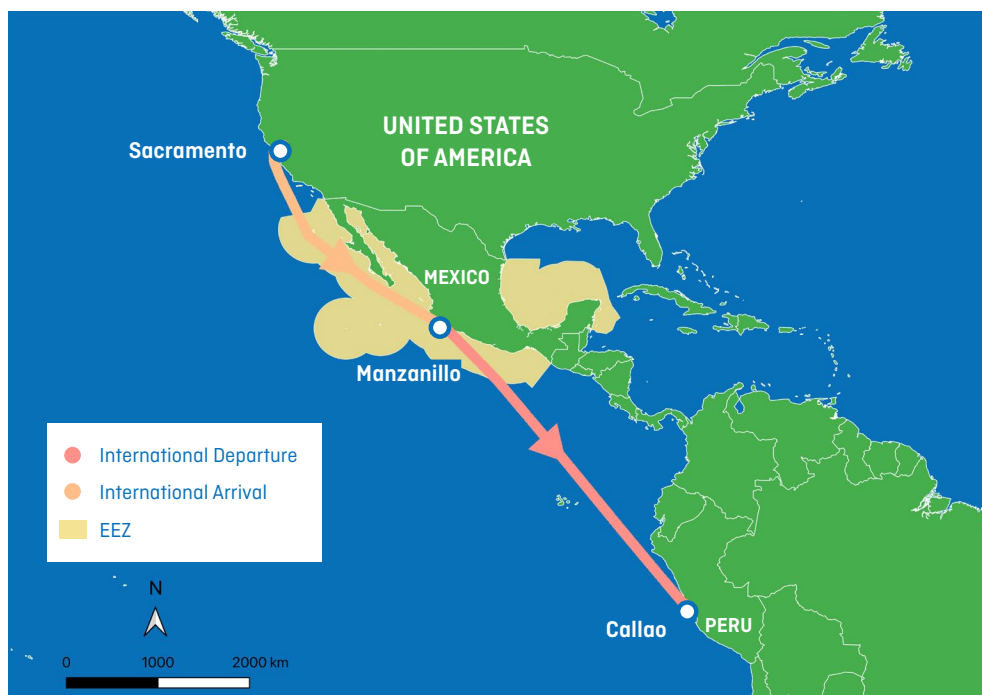 UNITED STATES
OF AMERICA
Sacramento
MEXICO
Manzanillo
International Departure
International Arrival
EEZ
N
Callao
PERU
0 1000 2000 km